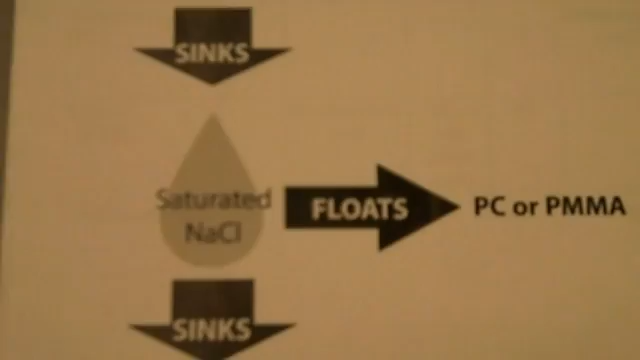 SINKS
Saturated
NaCl
FLOATS
PC or PMMA
SINKS